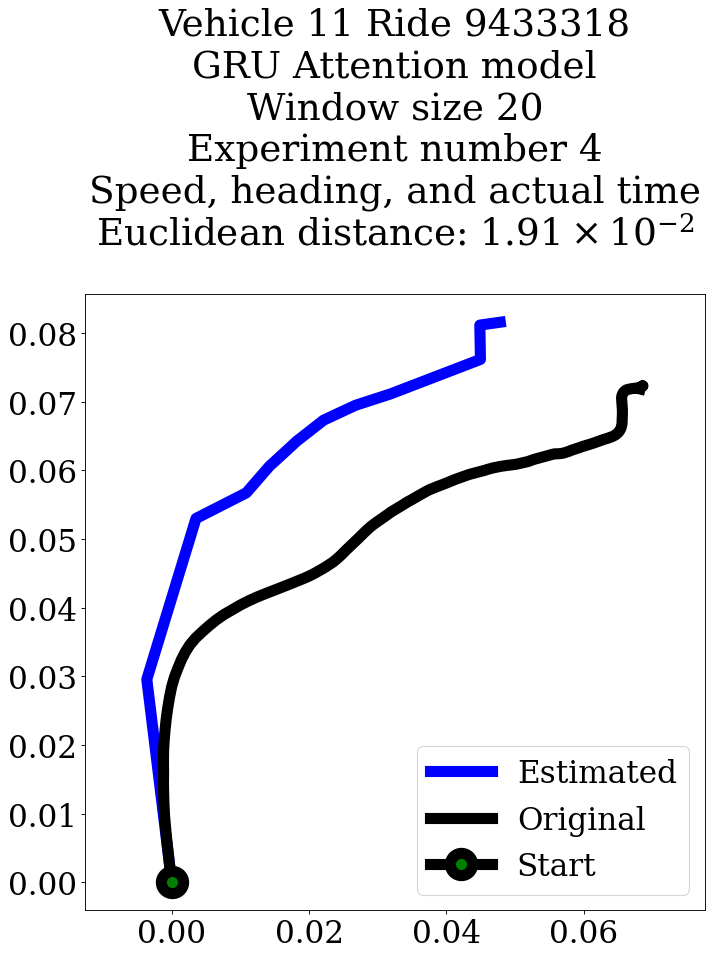 Vehicle 11 Ride 9433318
GRU Attention model
Window size 20
Experiment number 4
Speed, heading, and actual time
Euclidean distance: 1.91 × 10⁻²
0.08
0.07
0.06
0.05
0.04
0.03
0.02
0.01
0.00
Estimated
Original
Start
0.00 0.02 0.04 0.06